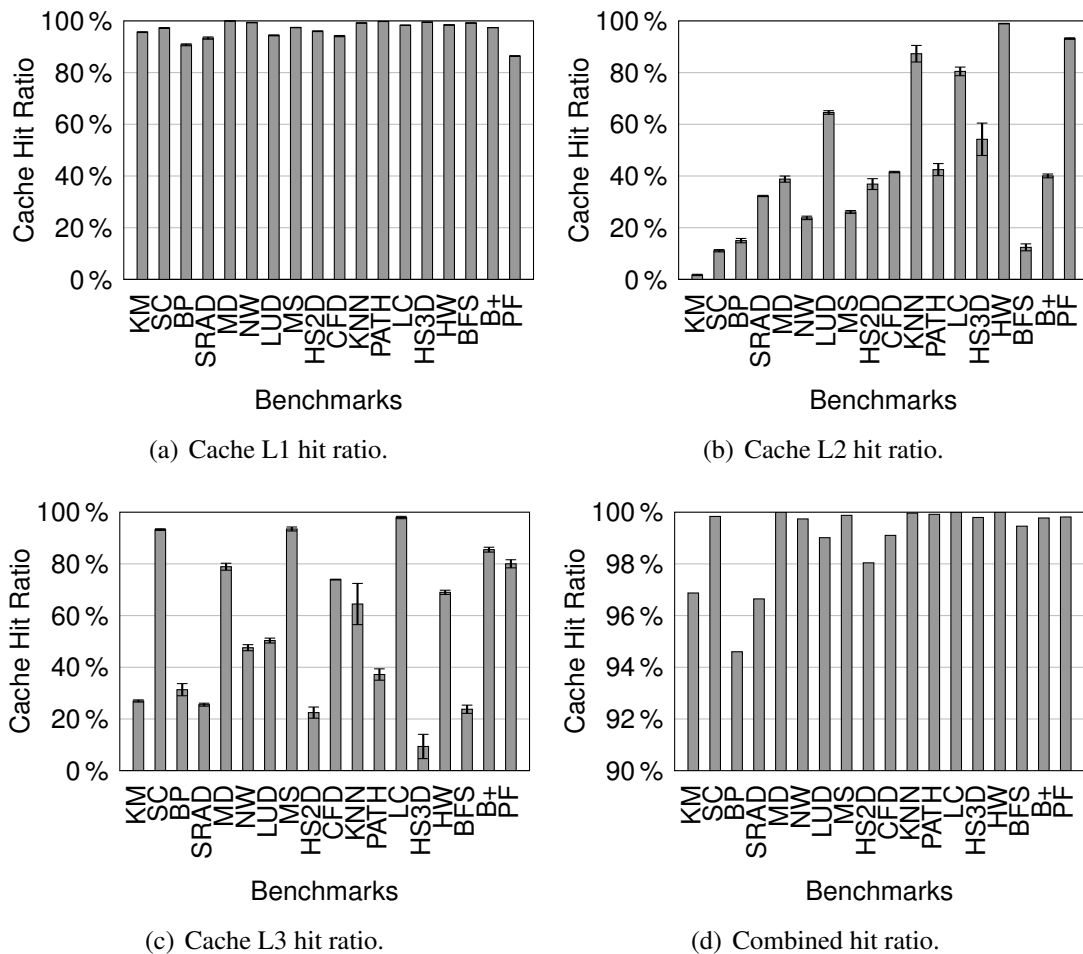 100 %
80 %
60 %
40 %
20 %
0 %
Cache Hit Ratio
KM
SC
BP
SRAD
MD
NW
LUD
MS
HS2D
CFD
KNN
PATH
LC
HS3D
HW
BFS
B+
PF
Benchmarks
(a) Cache L1 hit ratio.
100 %
80 %
60 %
40 %
20 %
0 %
Cache Hit Ratio
KM
SC
BP
SRAD
MD
NW
LUD
MS
HS2D
CFD
KNN
PATH
LC
HS3D
HW
BFS
B+
PF
Benchmarks
(b) Cache L2 hit ratio.
100 %
80 %
60 %
40 %
20 %
0 %
Cache Hit Ratio
KM
SC
BP
SRAD
MD
NW
LUD
MS
HS2D
CFD
KNN
PATH
LC
HS3D
HW
BFS
B+
PF
Benchmarks
(c) Cache L3 hit ratio.
100 %
98 %
96 %
94 %
92 %
90 %
Cache Hit Ratio
KM
SC
BP
SRAD
MD
NW
LUD
MS
HS2D
CFD
KNN
PATH
LC
HS3D
HW
BFS
B+
PF
Benchmarks
(d) Combined hit ratio.